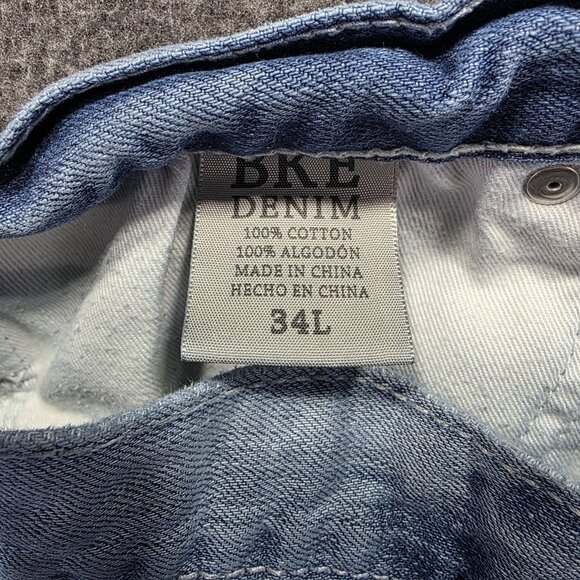 BKE
DENIM
100% COTTON
100% ALGODÓN
MADE IN CHINA
HECHO EN CHINA
34L